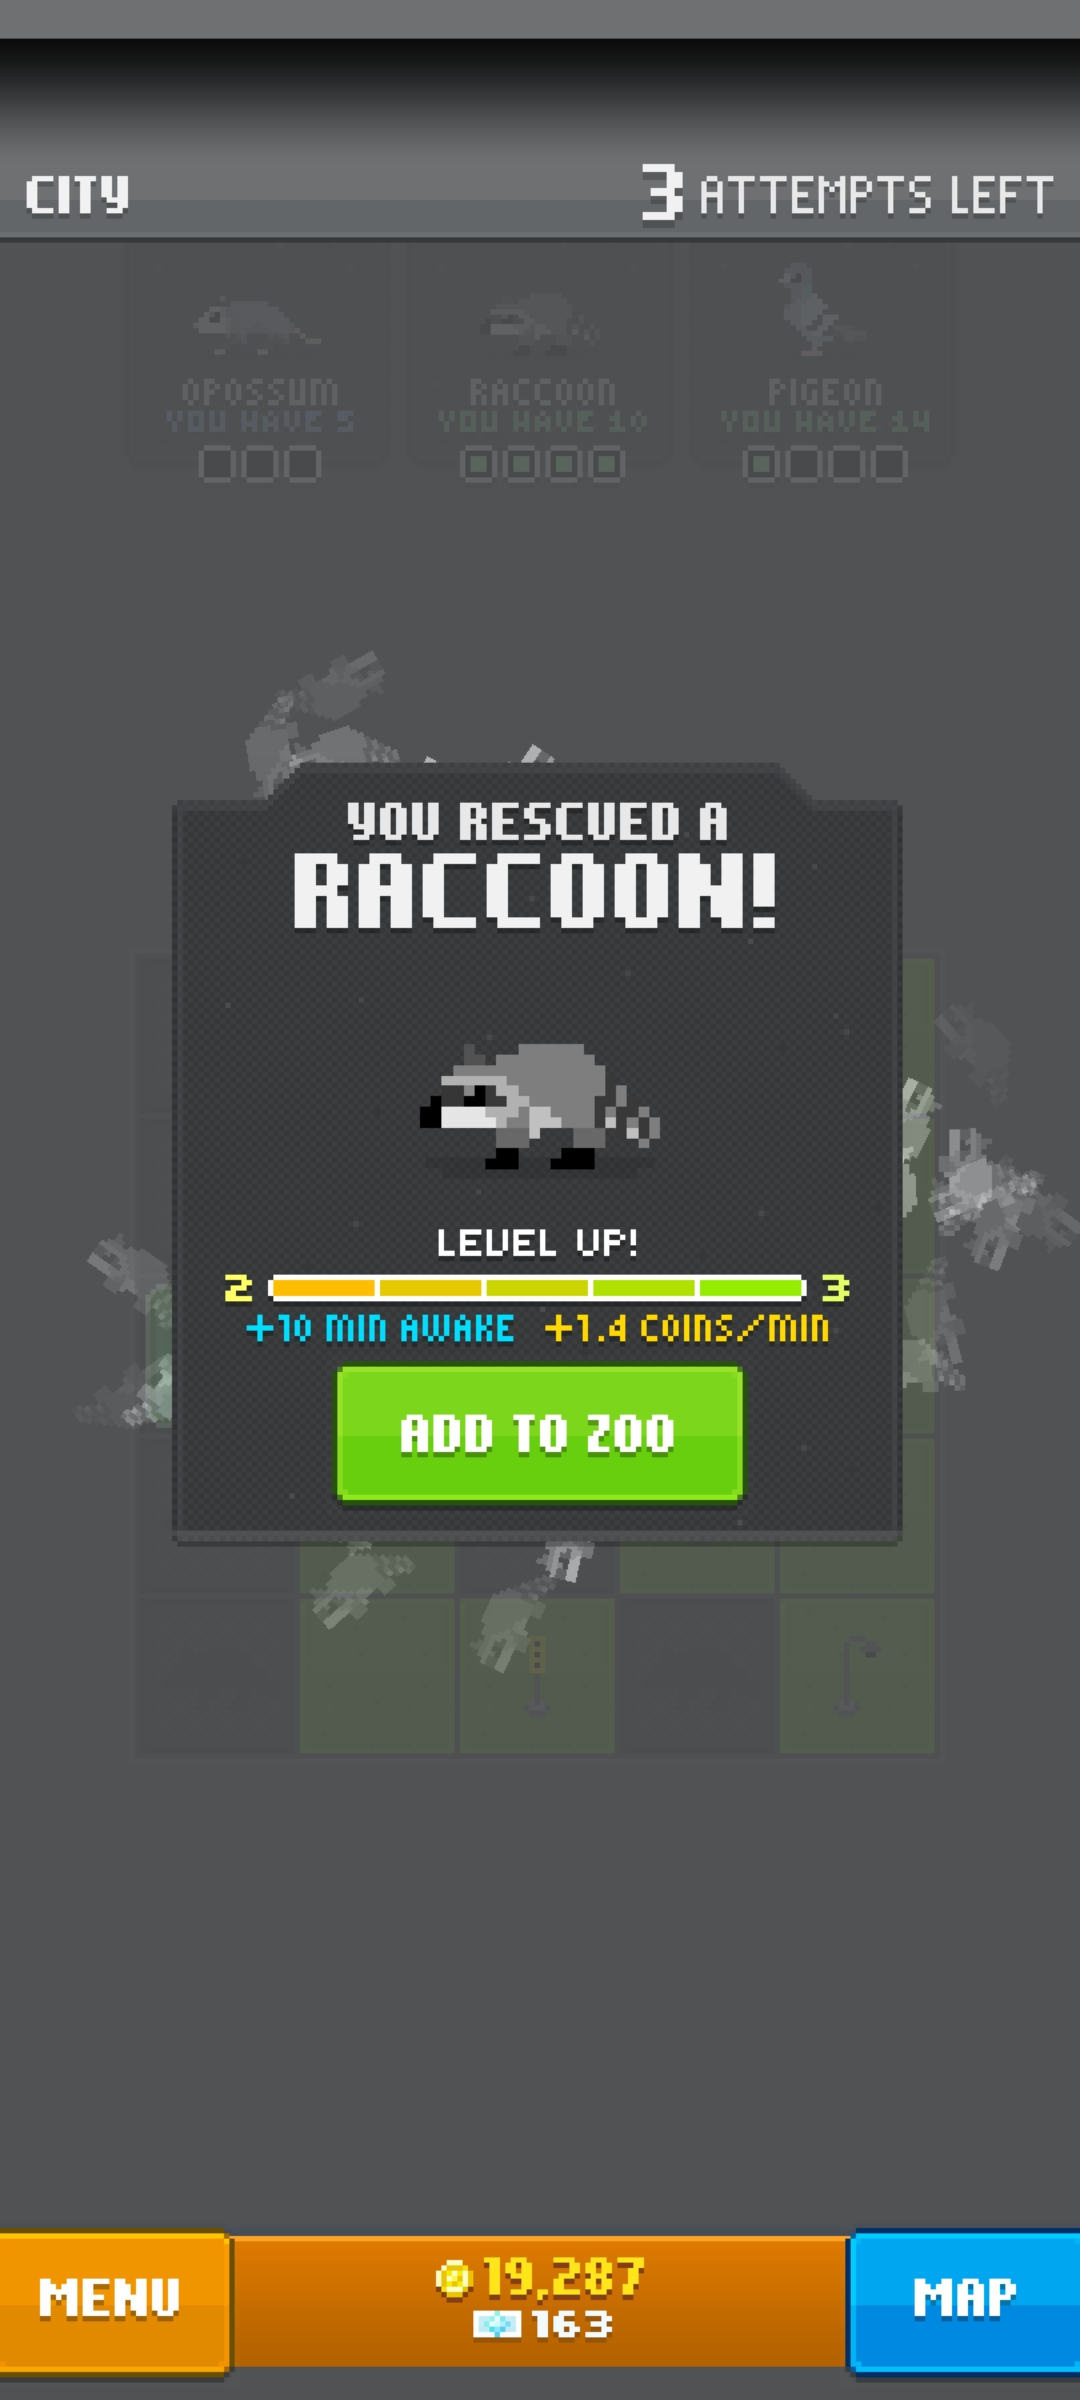 CITY
3 ATTEMPTS LEFT
OPOSSUM
YOU HAVE 5
RACCOON
YOU HAVE 10
PIGEON
YOU HAVE 14
YOU RESCUED A
RACCOON!
LEVEL UP!
2 3
+10 MIN AWAKE +1.4 COINS/MIN
ADD TO ZOO
MENU
19,287
163
MAP